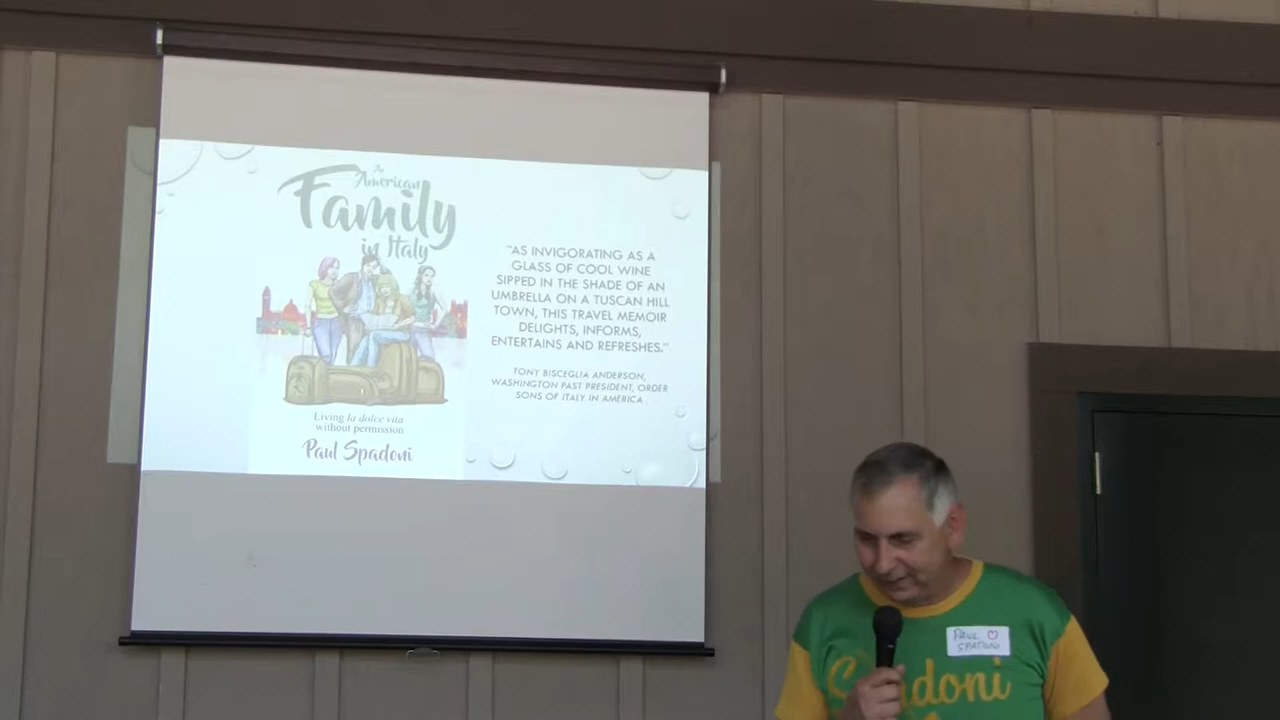 An
American
Family
in Italy
Living la dolce vita
without permission
Paul Spadoni
"AS INVIGORATING AS A
GLASS OF COOL WINE
SIPPED IN THE SHADE OF AN
UMBRELLA ON A TUSCAN HILL
TOWN, THIS TRAVEL MEMOIR
DELIGHTS, INFORMS,
ENTERTAINS AND REFRESHES."
TONY BISCEGLIA ANDERSON,
WASHINGTON PAST PRESIDENT, ORDER
SONS OF ITALY IN AMERICA
PAUL
SPADONI
Spadoni